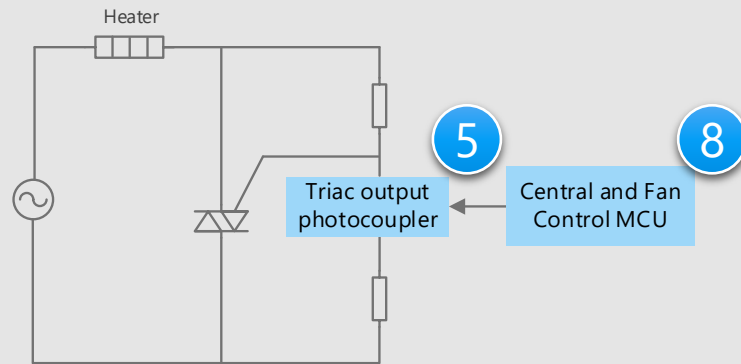 Heater
5
8
Triac output
photocoupler
Central and Fan
Control MCU